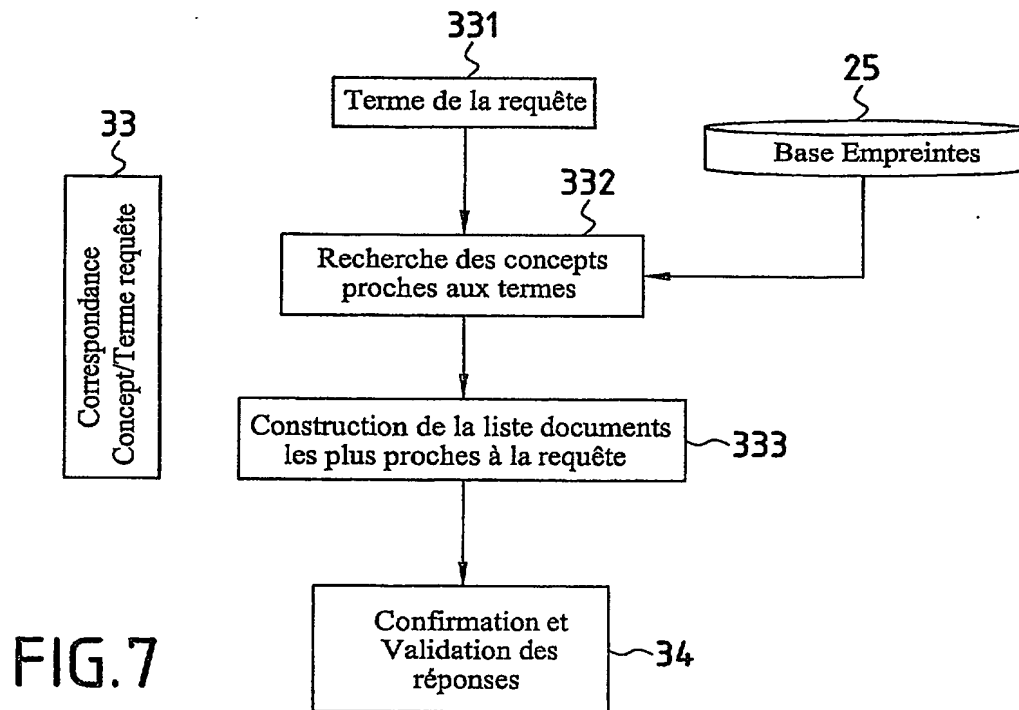 331
Terme de la requête
25
Base Empreintes
33
Correspondance
Concept/Terme requête
332
Recherche des concepts
proches aux termes
Construction de la liste documents
les plus proches à la requête
333
Confirmation et
Validation des
réponses
34
FIG.7